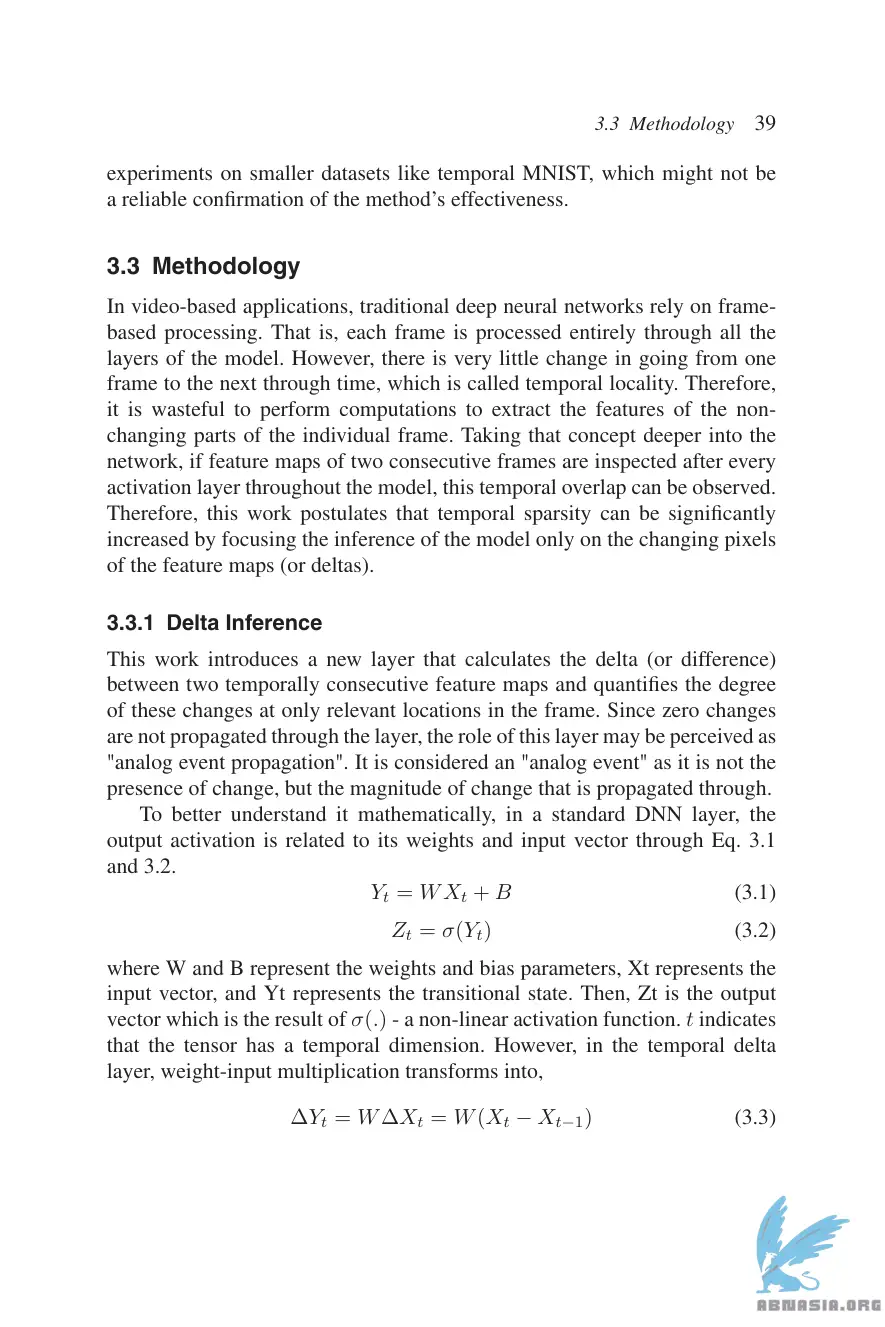 3.3 Methodology 39
experiments on smaller datasets like temporal MNIST, which might not be
a reliable confirmation of the method's effectiveness.
3.3 Methodology
In video-based applications, traditional deep neural networks rely on frame-
based processing. That is, each frame is processed entirely through all the
layers of the model. However, there is very little change in going from one
frame to the next through time, which is called temporal locality. Therefore,
it is wasteful to perform computations to extract the features of the non-
changing parts of the individual frame. Taking that concept deeper into the
network, if feature maps of two consecutive frames are inspected after every
activation layer throughout the model, this temporal overlap can be observed.
Therefore, this work postulates that temporal sparsity can be significantly
increased by focusing the inference of the model only on the changing pixels
of the feature maps (or deltas).
3.3.1 Delta Inference
This work introduces a new layer that calculates the delta (or difference)
between two temporally consecutive feature maps and quantifies the degree
of these changes at only relevant locations in the frame. Since zero changes
are not propagated through the layer, the role of this layer may be perceived as
"analog event propagation". It is considered an "analog event" as it is not the
presence of change, but the magnitude of change that is propagated through.
To better understand it mathematically, in a standard DNN layer, the
output activation is related to its weights and input vector through Eq. 3.1
and 3.2.
Y_t = WX_t + B (3.1)
Z_t = σ(Y_t) (3.2)
where W and B represent the weights and bias parameters, Xt represents the
input vector, and Yt represents the transitional state. Then, Zt is the output
vector which is the result of σ(.) - a non-linear activation function. t indicates
that the tensor has a temporal dimension. However, in the temporal delta
layer, weight-input multiplication transforms into,
ΔY_t = WΔX_t = W(X_t − X_{t−1}) (3.3)
ABNASIA.ORG